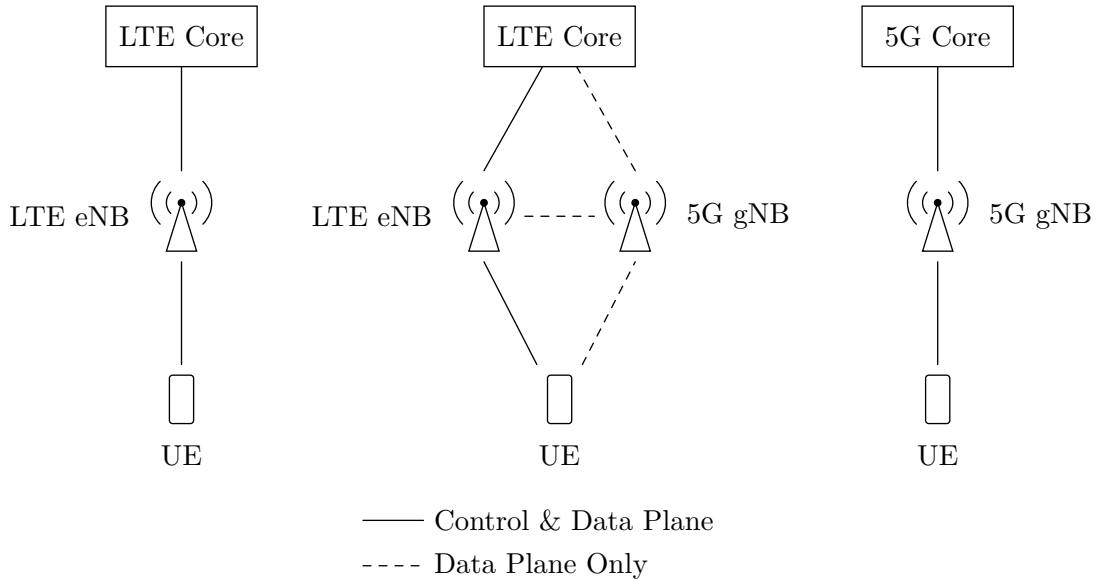 LTE Core
LTE Core
5G Core
LTE eNB
LTE eNB
5G gNB
5G gNB
UE
UE
UE
Control & Data Plane
Data Plane Only